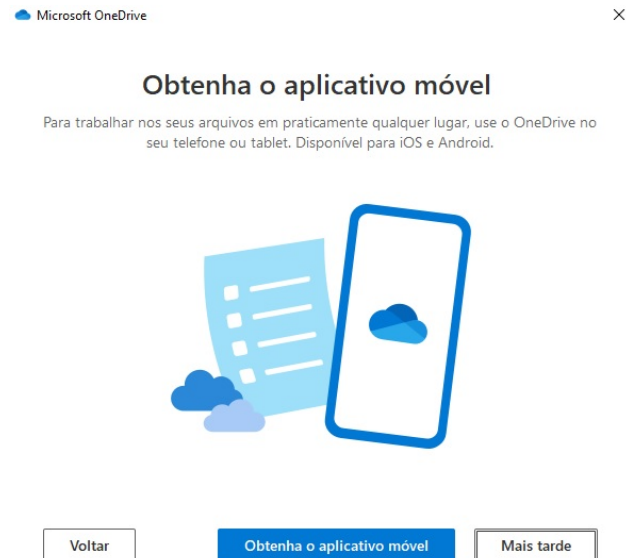 Microsoft OneDrive
Obtenha o aplicativo móvel
Para trabalhar nos seus arquivos em praticamente qualquer lugar, use o OneDrive no
seu telefone ou tablet. Disponível para iOS e Android.
Voltar
Obtenha o aplicativo móvel
Mais tarde